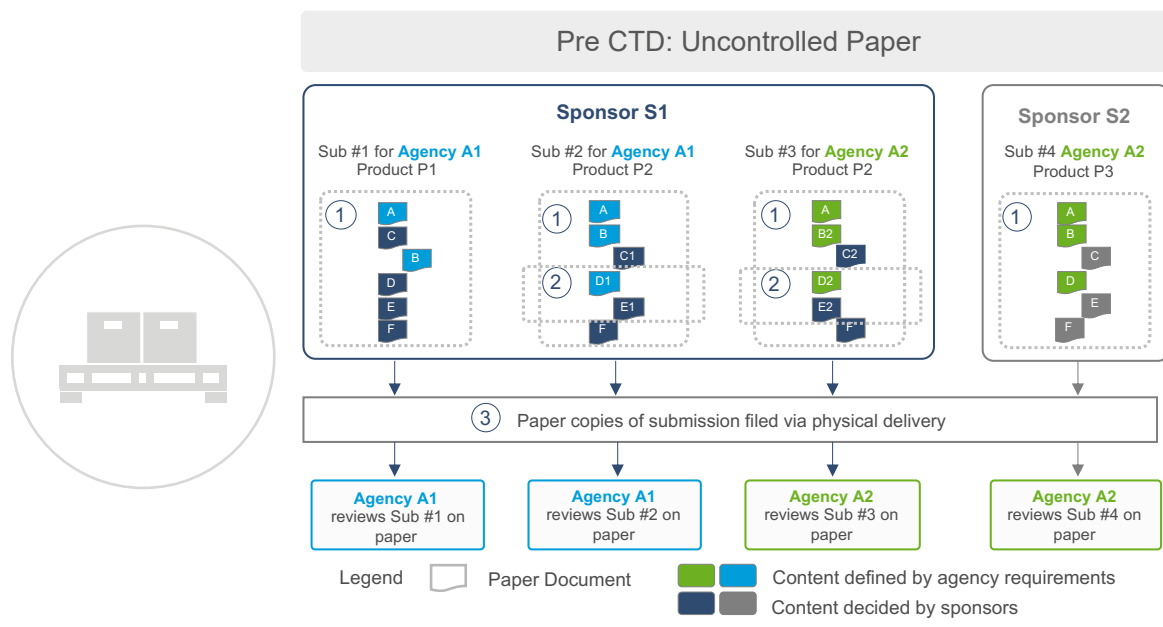 Pre CTD: Uncontrolled Paper
Sponsor S1
Sub #1 for Agency A1
Product P1
1
A
C
B
D
E
F
Sub #2 for Agency A1
Product P2
1
A
B
C1
2
D1
E1
F
Sub #3 for Agency A2
Product P2
1
A
B2
C2
2
D2
E2
F
Sponsor S2
Sub #4 Agency A2
Product P3
1
A
B
C
D
E
F
3 Paper copies of submission filed via physical delivery
Agency A1
reviews Sub #1 on
paper
Agency A1
reviews Sub #2 on
paper
Agency A2
reviews Sub #3 on
paper
Agency A2
reviews Sub #4 on
paper
Legend
Paper Document
Content defined by agency requirements
Content decided by sponsors